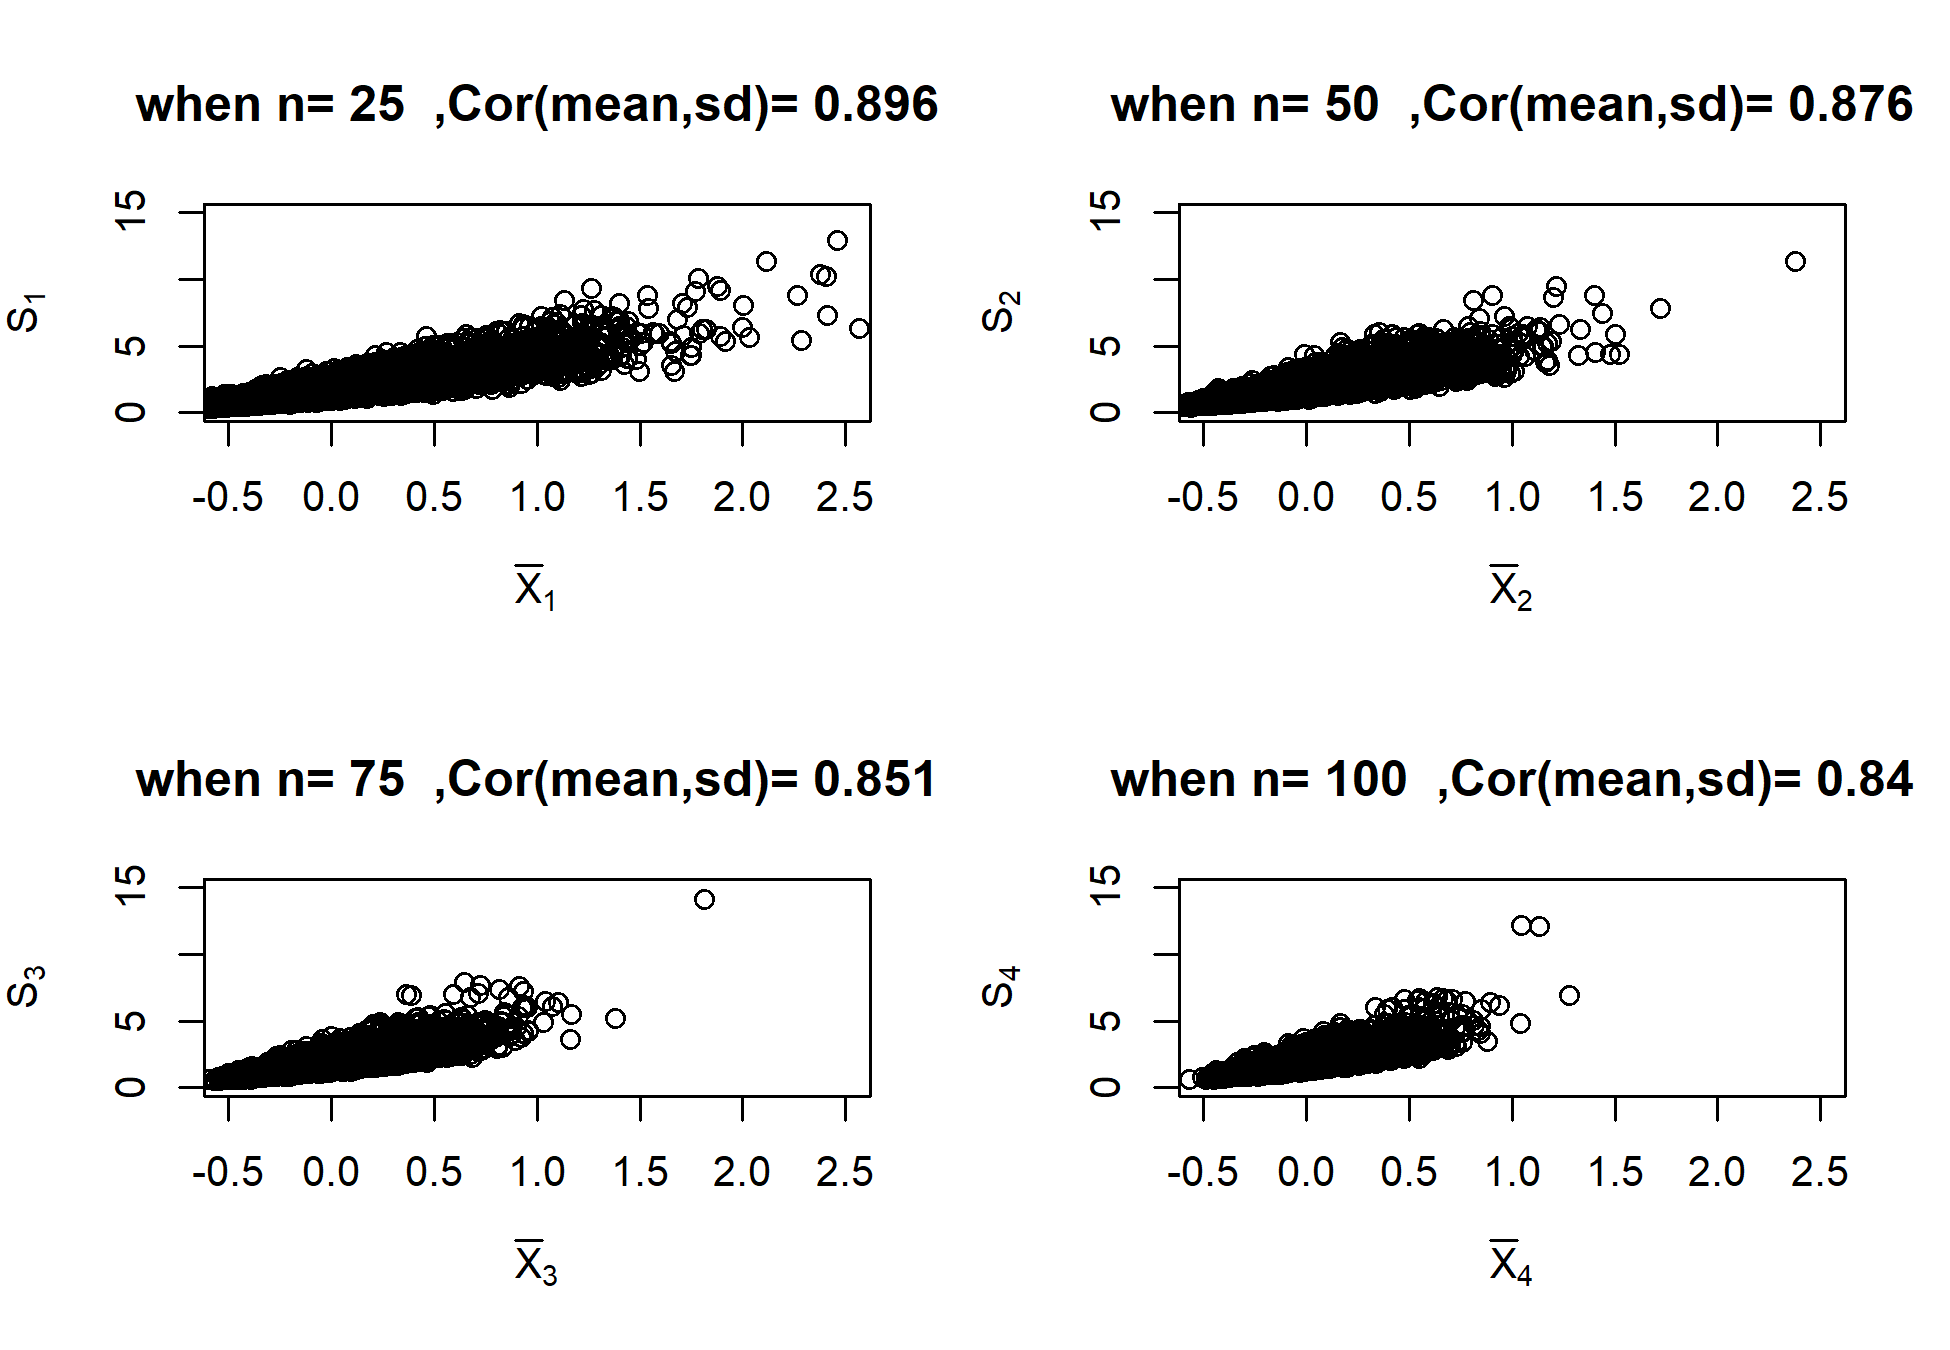 when n= 25  ,Cor(mean,sd)= 0.896
15
5
0
S1
-0.5 0.0 0.5 1.0 1.5 2.0 2.5
X̅1
when n= 50  ,Cor(mean,sd)= 0.876
15
5
0
S2
-0.5 0.0 0.5 1.0 1.5 2.0 2.5
X̅2
when n= 75  ,Cor(mean,sd)= 0.851
15
5
0
S3
-0.5 0.0 0.5 1.0 1.5 2.0 2.5
X̅3
when n= 100  ,Cor(mean,sd)= 0.84
15
5
0
S4
-0.5 0.0 0.5 1.0 1.5 2.0 2.5
X̅4